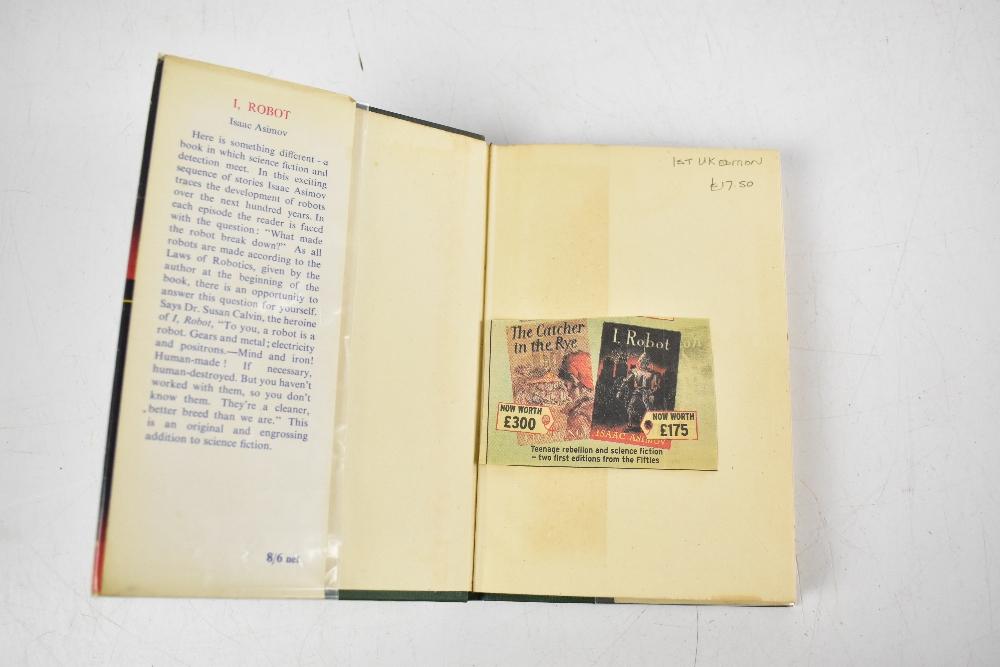 I, ROBOT
Isaac Asimov
Here is something different - a
book in which science fiction and
detection meet. In this exciting
sequence of stories Isaac Asimov
traces the development of robots
over the next hundred years. In
each episode the reader is faced
with the question: "What made
the robot break down?" As all
robots are made according to the
Laws of Robotics, given by the
author at the beginning of the
book, there is an opportunity to
answer this question for yourself.
Says Dr. Susan Calvin, the heroine
of I, Robot, "To you, a robot is a
robot. Gears and metal; electricity
and positrons.—Mind and iron!
Human-made! If necessary,
human-destroyed. But you haven't
worked with them, so you don't
know them. They're a cleaner,
better breed than we are." This
is an original and engrossing
addition to science fiction.
8/6 net
1ST UK EDITION
£17.50
The Catcher
in the Rye
NOW WORTH
£300
I, Robot
ISAAC ASIMOV
NOW WORTH
£175
Teenage rebellion and science fiction
– two first editions from the Fifties